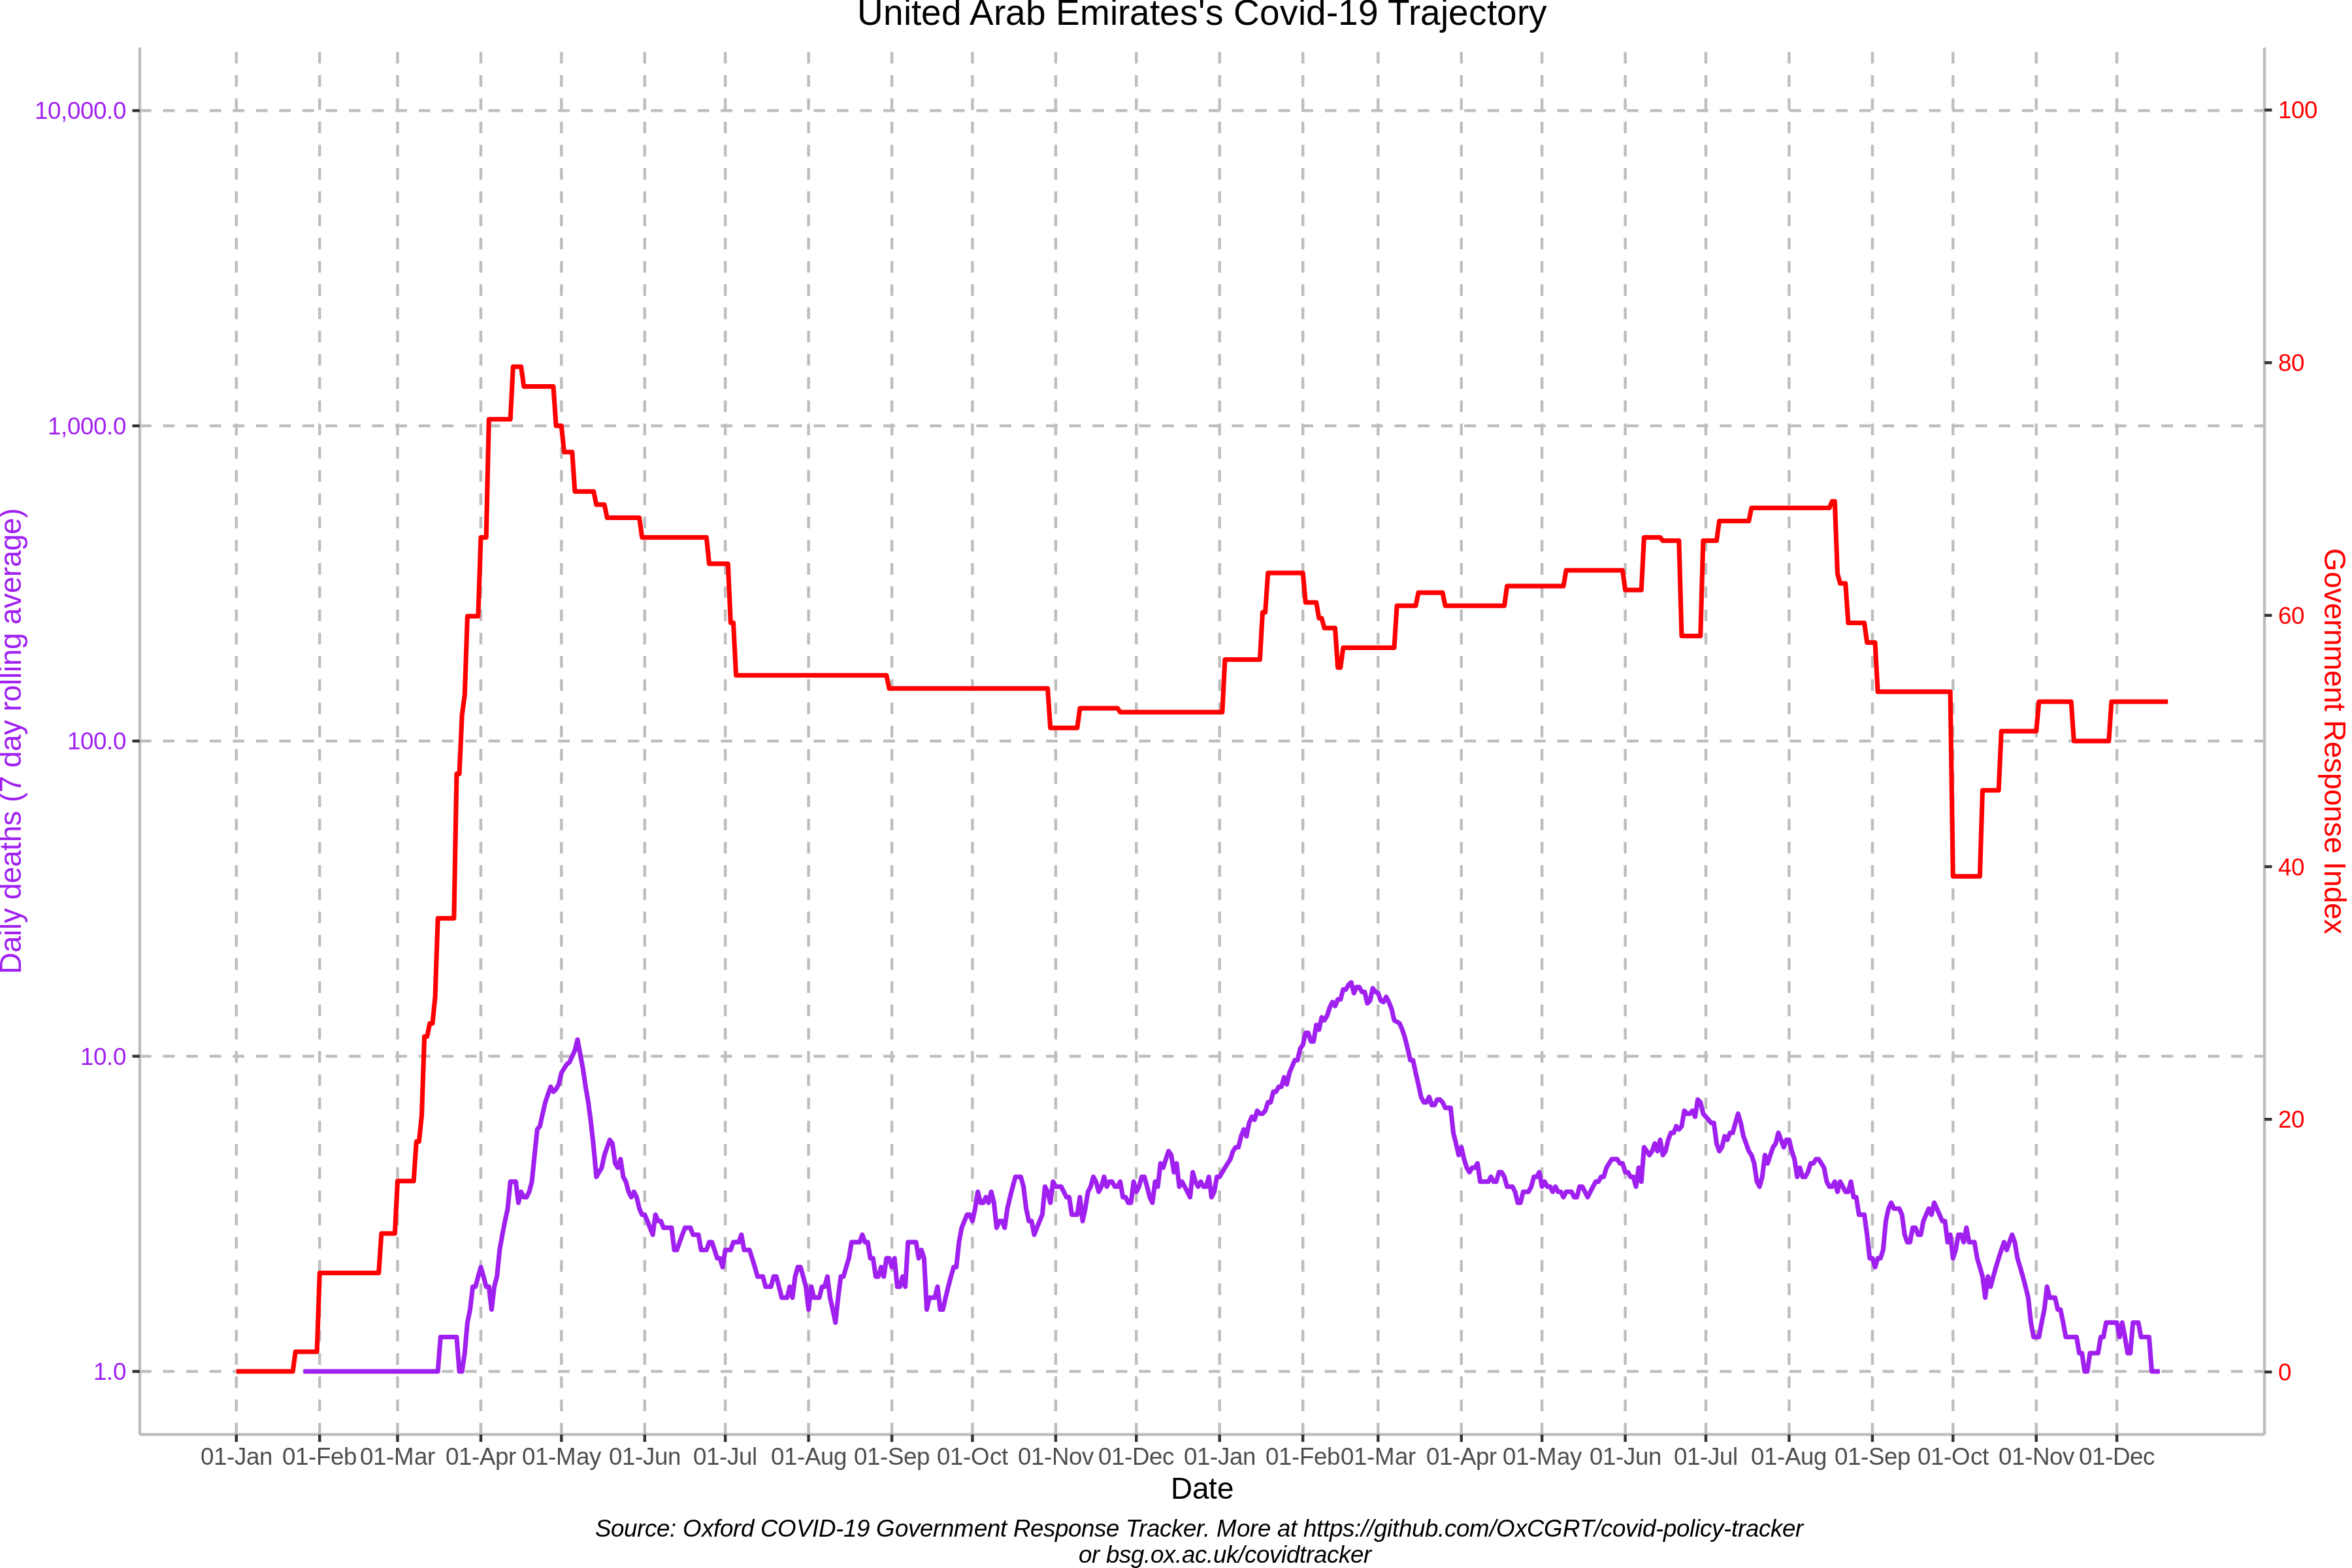 United Arab Emirates's Covid-19 Trajectory
10,000.0
1,000.0
100.0
10.0
1.0
Daily deaths (7 day rolling average)
100
80
60
40
20
0
Government Response Index
01-Jan 01-Feb 01-Mar 01-Apr 01-May 01-Jun 01-Jul 01-Aug 01-Sep 01-Oct 01-Nov 01-Dec 01-Jan 01-Feb 01-Mar 01-Apr 01-May 01-Jun 01-Jul 01-Aug 01-Sep 01-Oct 01-Nov 01-Dec
Date
Source: Oxford COVID-19 Government Response Tracker. More at https://github.com/OxCGRT/covid-policy-tracker
or bsg.ox.ac.uk/covidtracker